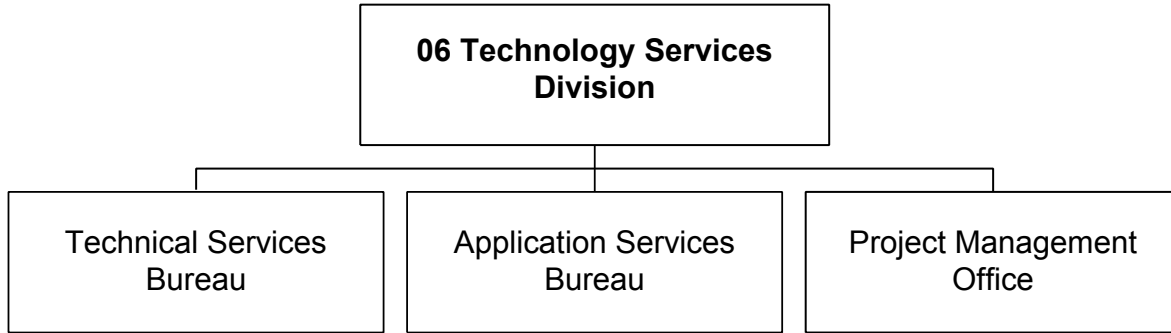 06 Technology Services
Division
Technical Services
Bureau
Application Services
Bureau
Project Management
Office